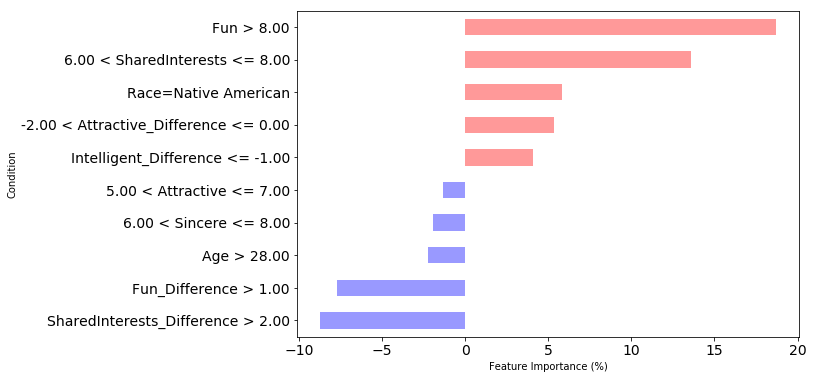 Fun > 8.00
6.00 < SharedInterests <= 8.00
Race=Native American
-2.00 < Attractive_Difference <= 0.00
Intelligent_Difference <= -1.00
5.00 < Attractive <= 7.00
6.00 < Sincere <= 8.00
Age > 28.00
Fun_Difference > 1.00
SharedInterests_Difference > 2.00
Condition
−10 −5 0 5 10 15 20
Feature Importance (%)